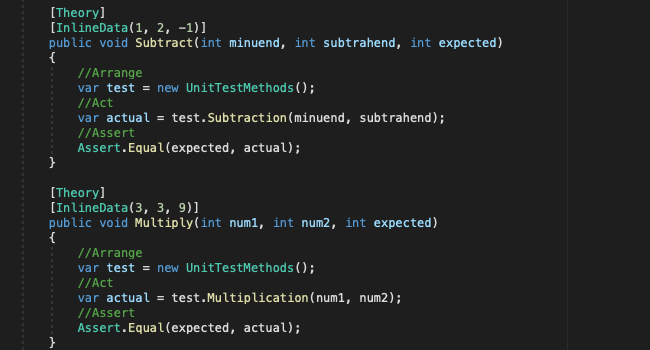 [Theory]
[InlineData(1, 2, -1)]
public void Subtract(int minuend, int subtrahend, int expected)
{
//Arrange
var test = new UnitTestMethods();
//Act
var actual = test.Subtraction(minuend, subtrahend);
//Assert
Assert.Equal(expected, actual);
}
[Theory]
[InlineData(3, 3, 9)]
public void Multiply(int num1, int num2, int expected)
{
//Arrange
var test = new UnitTestMethods();
//Act
var actual = test.Multiplication(num1, num2);
//Assert
Assert.Equal(expected, actual);
}